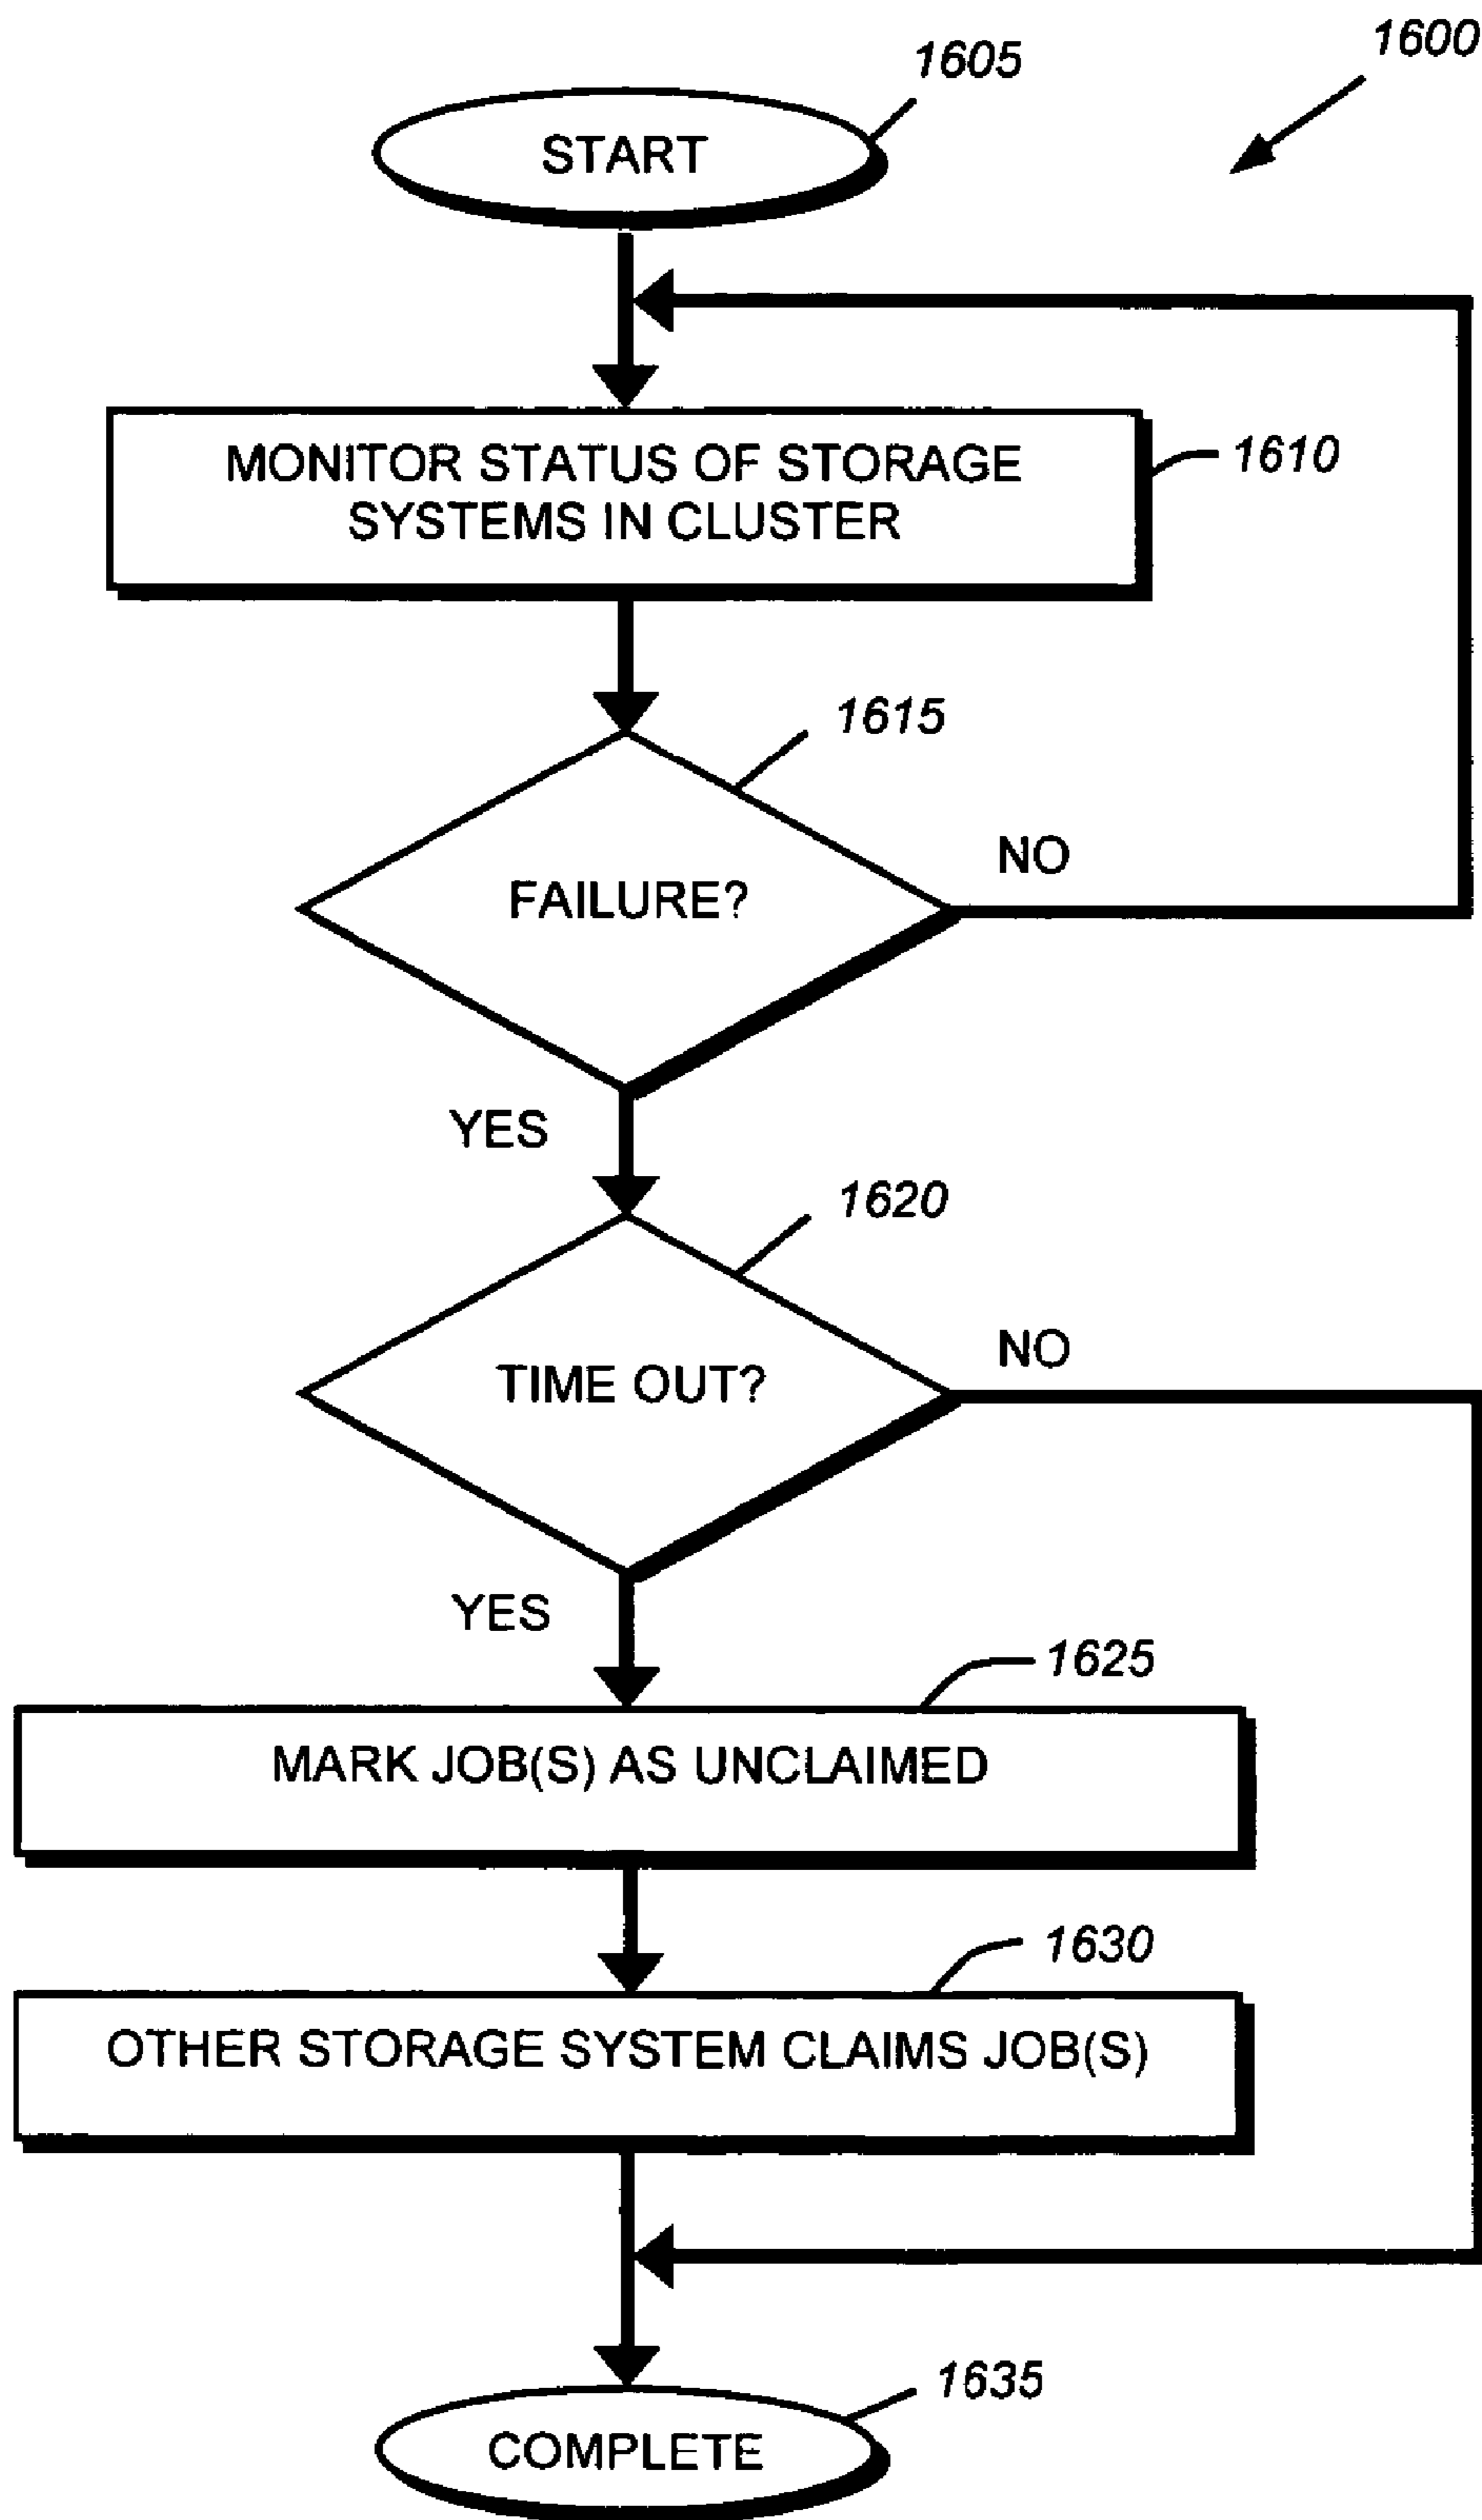 1600
1605
START
MONITOR STATUS OF STORAGE
SYSTEMS IN CLUSTER
1610
1615
FAILURE?
NO
YES
1620
TIME OUT?
NO
YES
1625
MARK JOB(S) AS UNCLAIMED
1630
OTHER STORAGE SYSTEM CLAIMS JOB(S)
1635
COMPLETE